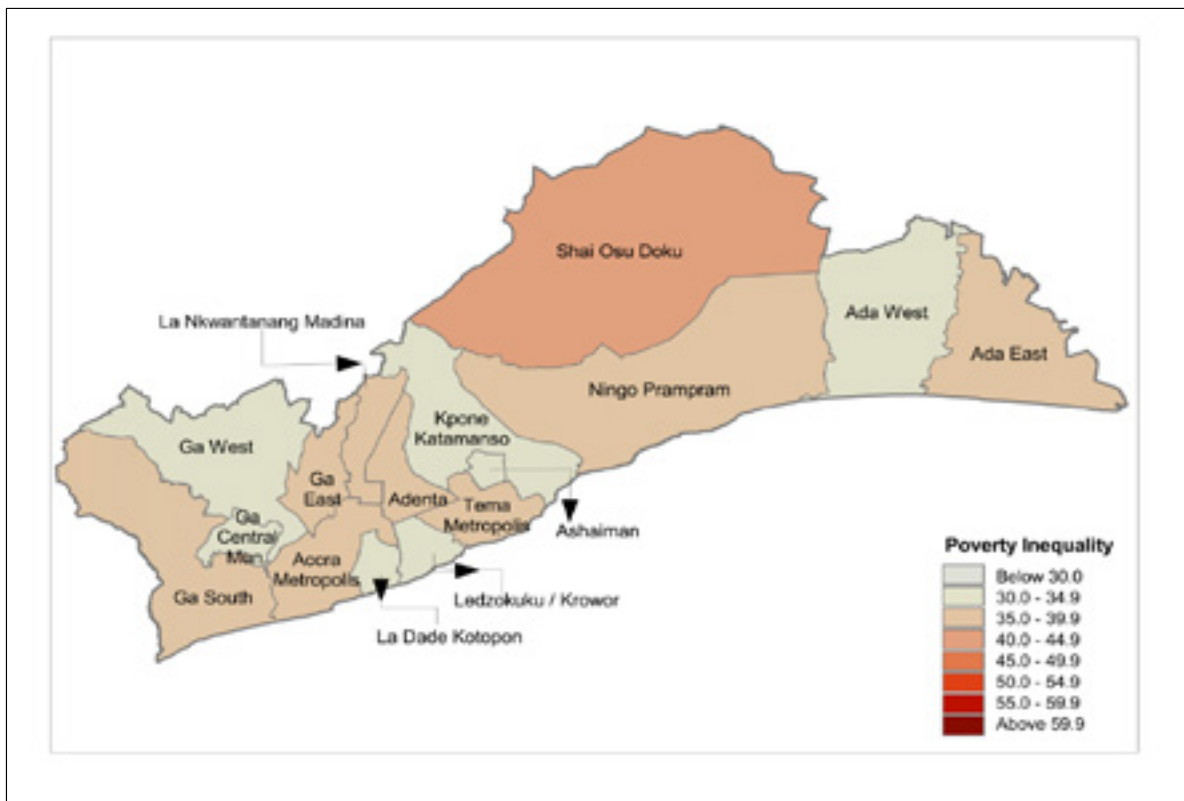 Shai Osu Doku
La Nkwantanang Madina
Ada West
Ada East
Ningo Prampram
Kpone
Katamanso
Ga West
Ga
East
Adenta
Tema
Metropolis
Ashaiman
Ga
Central
Mun
Accra
Metropolis
Ga South
Ledzokuku / Krowor
La Dade Kotopon
Poverty Inequality
Below 30.0
30.0 - 34.9
35.0 - 39.9
40.0 - 44.9
45.0 - 49.9
50.0 - 54.9
55.0 - 59.9
Above 59.9